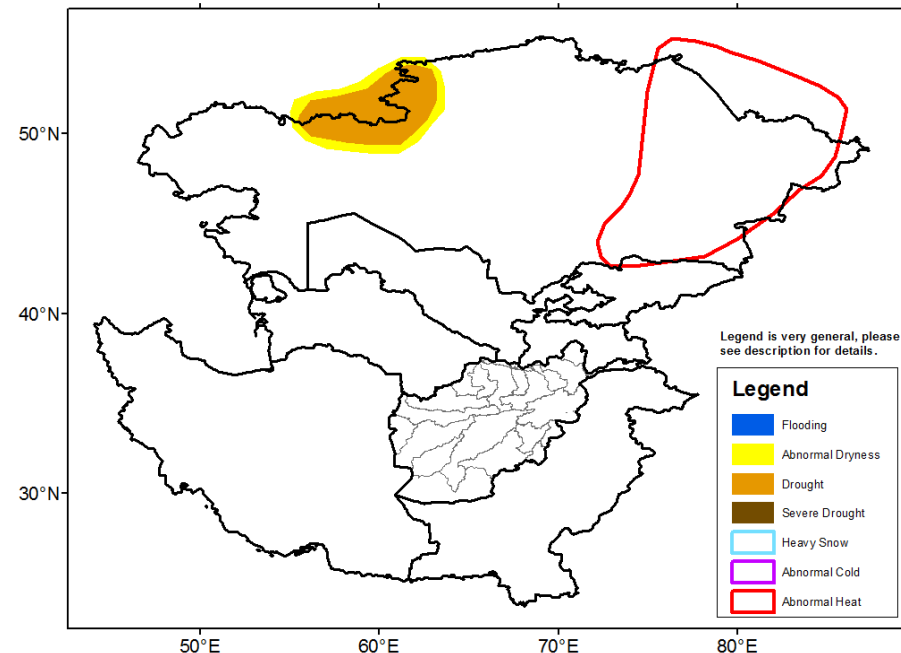 50°N
40°N
30°N
Legend is very general, please
see description for details.
Legend
Flooding
Abnormal Dryness
Drought
Severe Drought
Heavy Snow
Abnormal Cold
Abnormal Heat
50°E
60°E
70°E
80°E